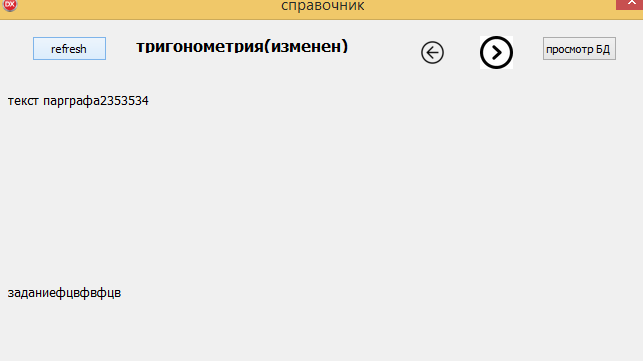 справочник
refresh
тригонометрия(изменен)
просмотр БД
текст парграфа2353534
заданиефцвфвфцв